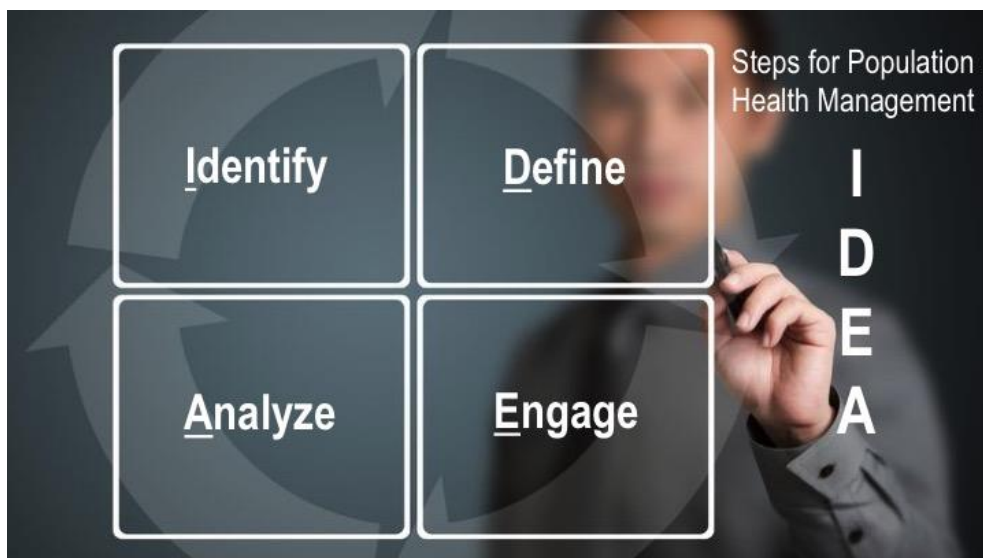 Steps for Population
Health Management
Identify
Define
Analyze
Engage
I
D
E
A